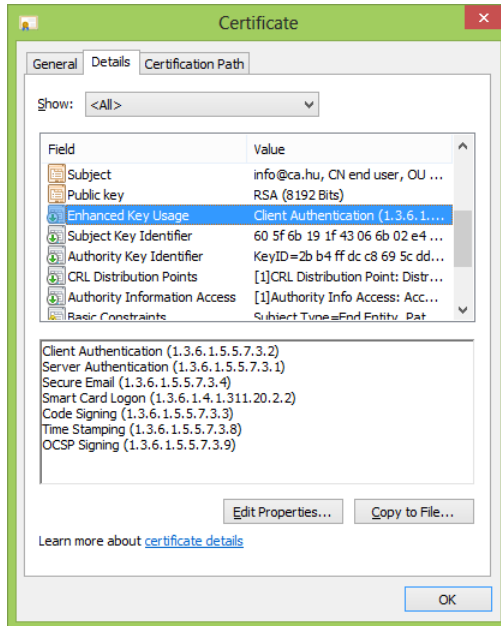 Certificate
General Details Certification Path
Show: <All>
Field Value
Subject info@ca.hu, CN end user, OU ...
Public key RSA (8192 Bits)
Enhanced Key Usage Client Authentication (1.3.6.1....
Subject Key Identifier 60 5f 6b 19 1f 43 06 6b 02 e4 ...
Authority Key Identifier KeyID=2b b4 ff dc c8 69 5c dd...
CRL Distribution Points [1]CRL Distribution Point: Distr...
Authority Information Access [1]Authority Info Access: Acc...
Basic Constraints Subject Type=End Entity, Pat
Client Authentication (1.3.6.1.5.5.7.3.2)
Server Authentication (1.3.6.1.5.5.7.3.1)
Secure Email (1.3.6.1.5.5.7.3.4)
Smart Card Logon (1.3.6.1.4.1.311.20.2.2)
Code Signing (1.3.6.1.5.5.7.3.3)
Time Stamping (1.3.6.1.5.5.7.3.8)
OCSP Signing (1.3.6.1.5.5.7.3.9)
Edit Properties... Copy to File...
Learn more about certificate details
OK